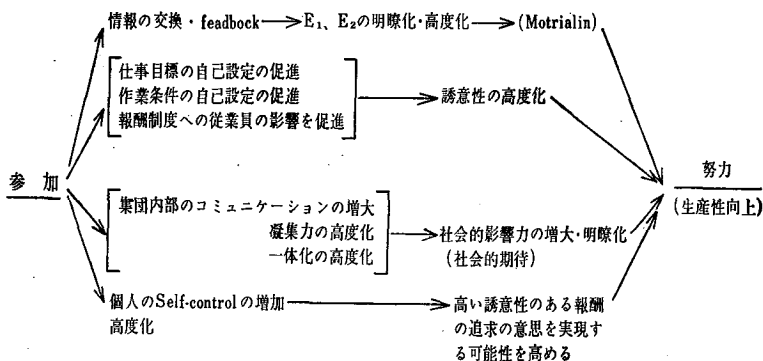 情報の交換・feadbock→E₁、E₂の明瞭化・高度化→(Motrialin)
仕事目標の自己設定の促進
作業条件の自己設定の促進
報酬制度への従業員の影響を促進
誘意性の高度化
参加
努力
(生産性向上)
集団内部のコミュニケーションの増大
凝集力の高度化
一体化の高度化
社会的影響力の増大・明瞭化
(社会的期待)
個人のSelf-controlの増加
高度化
高い誘意性のある報酬
の追求の意思を実現す
る可能性を高める